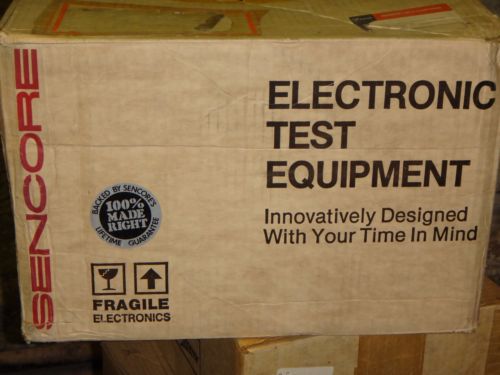 SENCORE
ELECTRONIC
TEST
EQUIPMENT
Innovatively Designed
With Your Time In Mind
BACKED BY SENCORE'S
100%
MADE
RIGHT
LIFETIME GUARANTEE
FRAGILE
ELECTRONICS